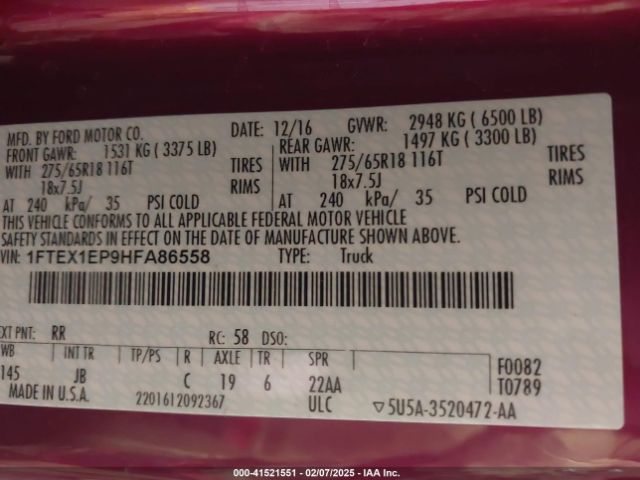 MFD. BY FORD MOTOR CO. DATE: 12/16 GVWR: 2948 KG ( 6500 LB)
FRONT GAWR: 1531 KG ( 3375 LB) REAR GAWR: 1497 KG ( 3300 LB)
WITH 275/65R18 116T TIRES WITH 275/65R18 116T TIRES
18x7.5J RIMS 18x7.5J RIMS
AT 240 kPa/ 35 PSI COLD AT 240 kPa/ 35 PSI COLD
THIS VEHICLE CONFORMS TO ALL APPLICABLE FEDERAL MOTOR VEHICLE
SAFETY STANDARDS IN EFFECT ON THE DATE OF MANUFACTURE SHOWN ABOVE.
VIN: 1FTEX1EP9HFA86558 TYPE: Truck
EXT PNT: RR RC: 58 DSO:
WB INT TR TP/PS R AXLE TR SPR F0082
145 JB C 19 6 22AA T0789
MADE IN U.S.A. 2201612092367 ULC ▽5U5A-3520472-AA
000-41521551 — 02/07/2025 — IAA Inc.